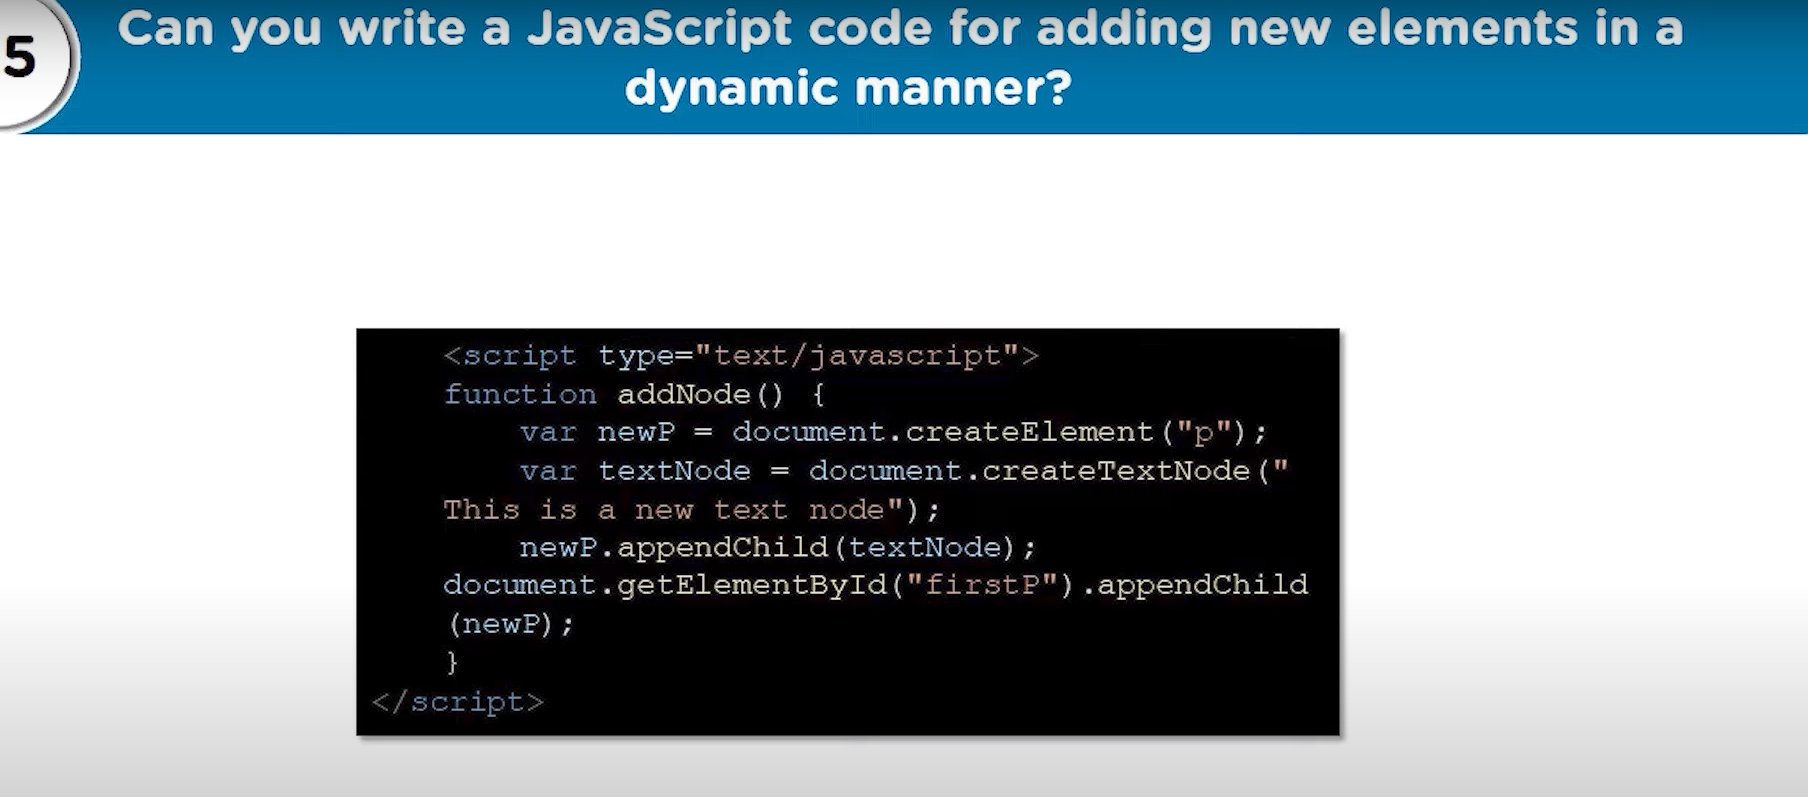 5
Can you write a JavaScript code for adding new elements in a
dynamic manner?
<script type="text/javascript">
function addNode() {
var newP = document.createElement("p");
var textNode = document.createTextNode("
This is a new text node");
newP.appendChild(textNode);
document.getElementById("firstP").appendChild
(newP);
}
</script>